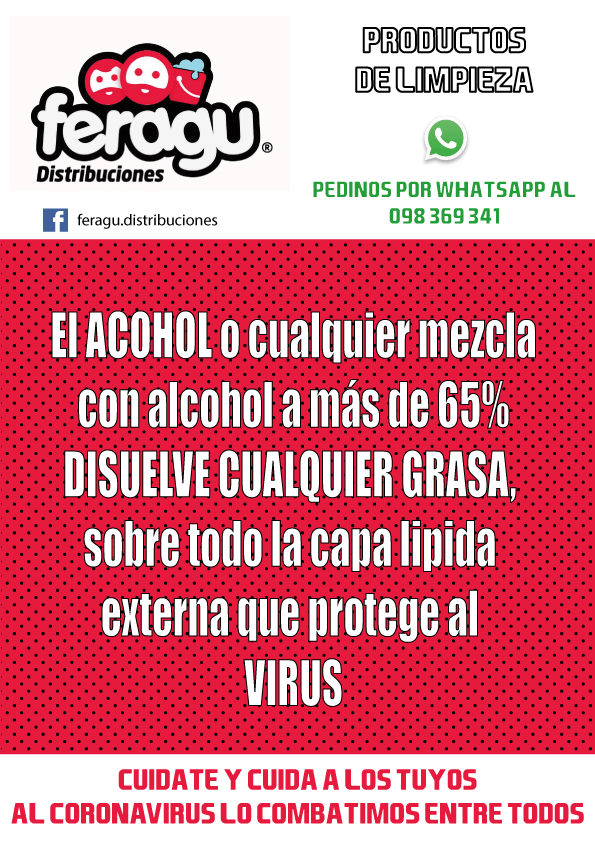 feragu®
Distribuciones
feragu.distribuciones
PRODUCTOS
DE LIMPIEZA
PEDINOS POR WHATSAPP AL
098 369 341
El ACOHOL o cualquier mezcla
con alcohol a más de 65%
DISUELVE CUALQUIER GRASA,
sobre todo la capa lipida
externa que protege al
VIRUS
CUIDATE Y CUIDA A LOS TUYOS
AL CORONAVIRUS LO COMBATIMOS ENTRE TODOS